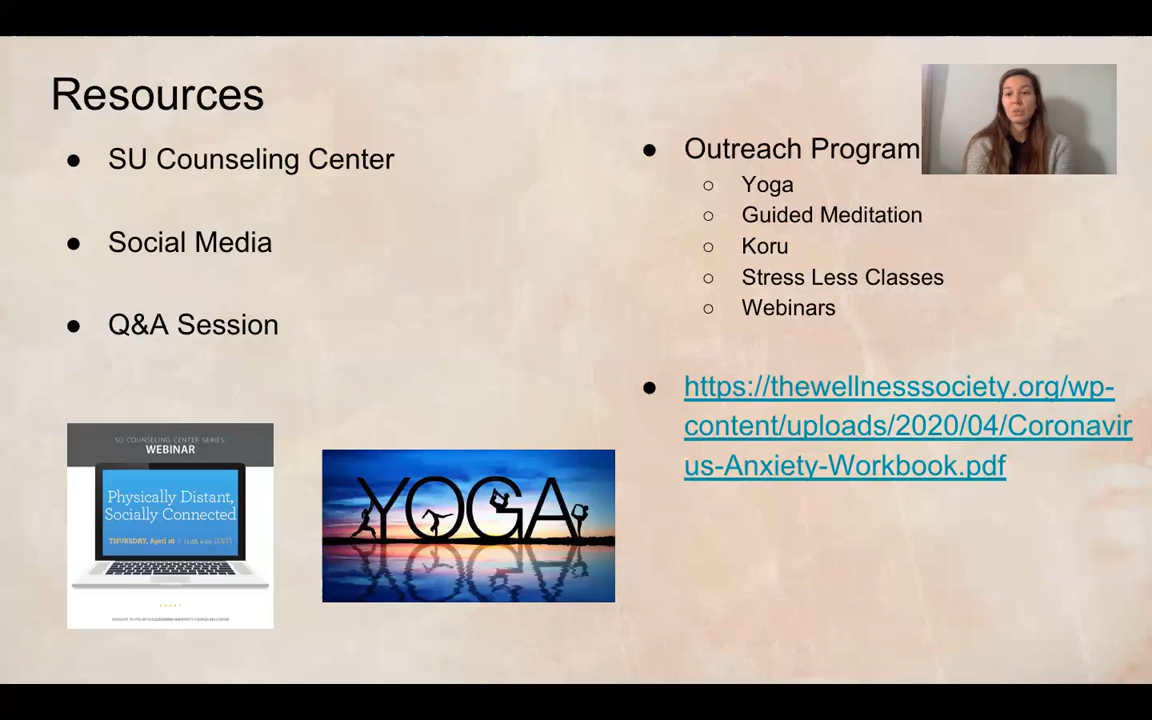 Resources
● SU Counseling Center
● Social Media
● Q&A Session
● Outreach Program
○ Yoga
○ Guided Meditation
○ Koru
○ Stress Less Classes
○ Webinars
● https://thewellnesssociety.org/wp-
content/uploads/2020/04/Coronavir
us-Anxiety-Workbook.pdf
SU COUNSELING CENTER SERIES
WEBINAR
Physically Distant,
Socially Connected
THURSDAY, April 16
YOGA